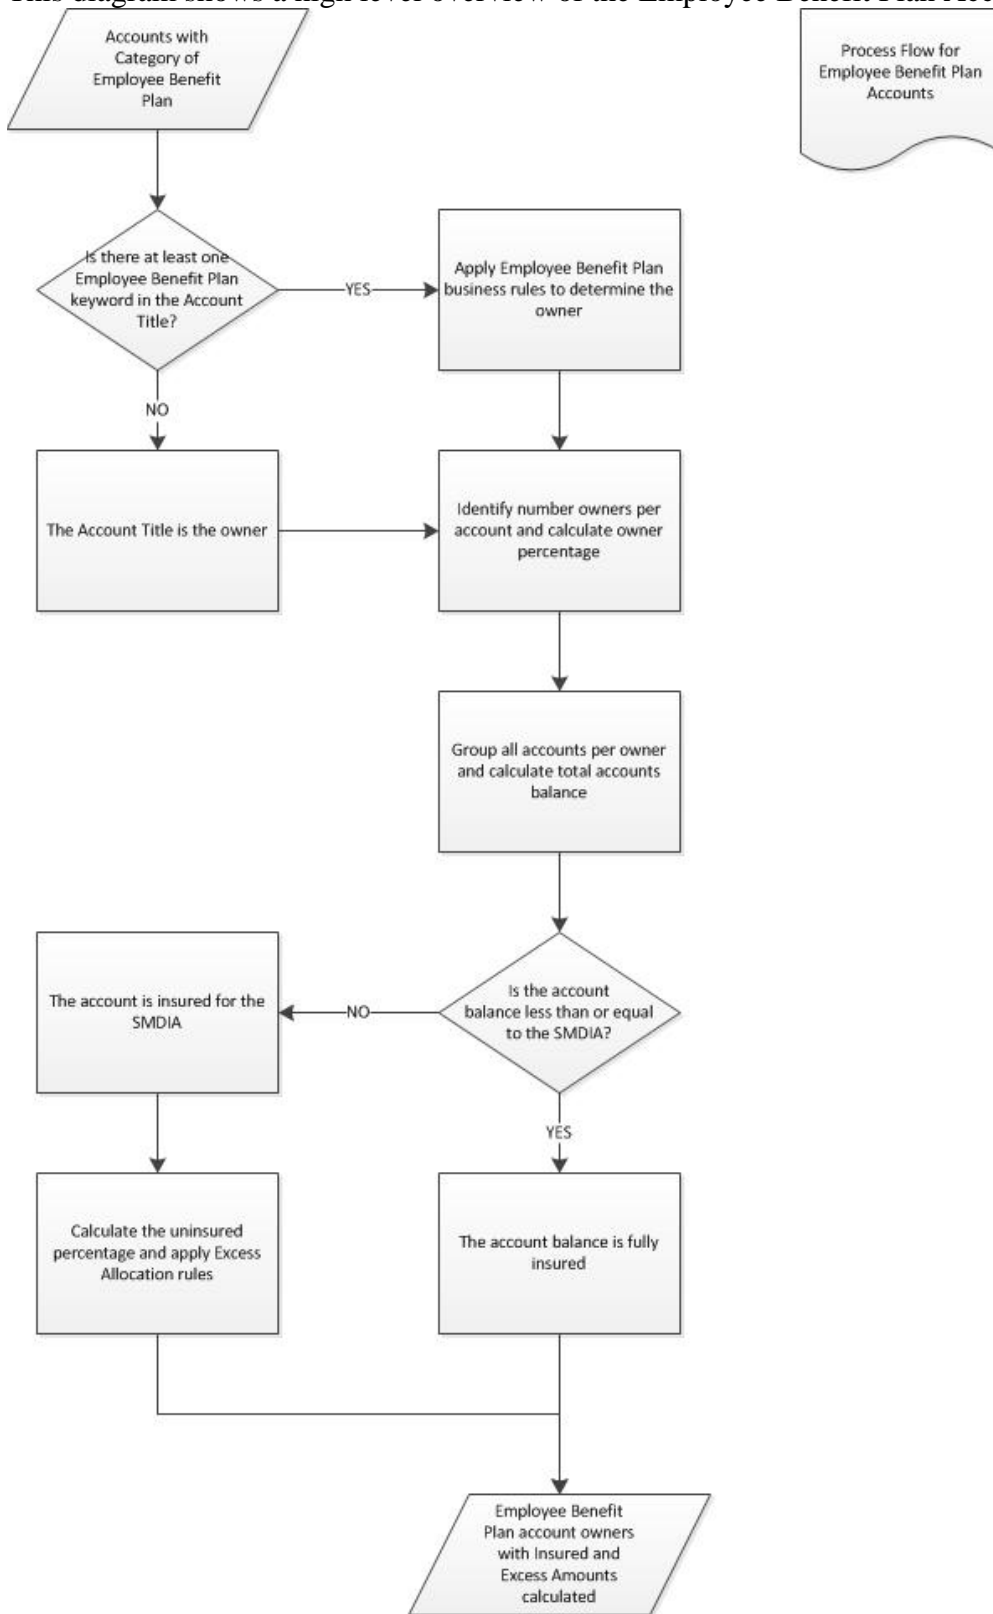 This diagram shows a high level overview of the Employee Benefit Plan
Accounts with
Category of
Employee Benefit
Plan
Process Flow for
Employee Benefit Plan
Accounts
Is there at least one
Employee Benefit Plan
keyword in the Account
Title?
YES
Apply Employee Benefit Plan
business rules to determine the
owner
NO
The Account Title is the owner
Identify number owners per
account and calculate owner
percentage
Group all accounts per owner
and calculate total accounts
balance
The account is insured for the
SMDIA
NO
Is the account
balance less than or equal
to the SMDIA?
YES
Calculate the uninsured
percentage and apply Excess
Allocation rules
The account balance is fully
insured
Employee Benefit
Plan account owners
with Insured and
Excess Amounts
calculated